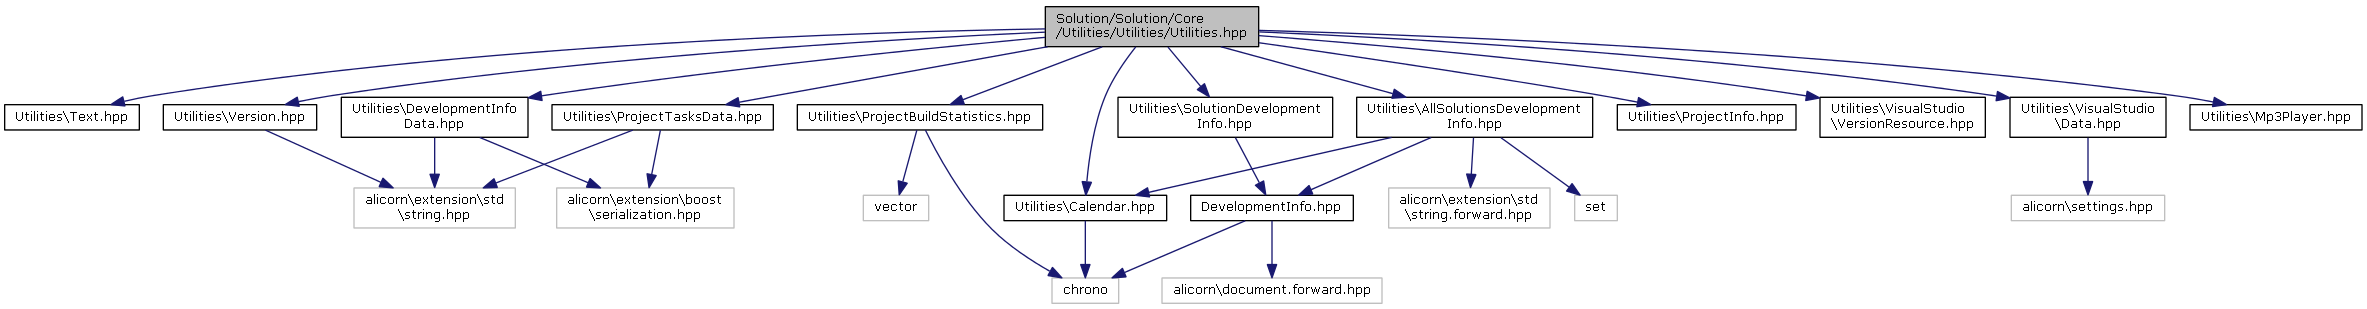 Solution/Solution/Core
/Utilities/Utilities/Utilities.hpp
Utilities\Text.hpp
Utilities\Version.hpp
Utilities\DevelopmentInfo
Data.hpp
Utilities\ProjectTasksData.hpp
Utilities\ProjectBuildStatistics.hpp
Utilities\SolutionDevelopment
Info.hpp
Utilities\AllSolutionsDevelopment
Info.hpp
Utilities\ProjectInfo.hpp
Utilities\VisualStudio
\VersionResource.hpp
Utilities\VisualStudio
\Data.hpp
Utilities\Mp3Player.hpp
alicorn\extension\std
\string.hpp
alicorn\extension\boost
\serialization.hpp
vector
Utilities\Calendar.hpp
DevelopmentInfo.hpp
alicorn\extension\std
\string.forward.hpp
set
alicorn\settings.hpp
chrono
alicorn\document.forward.hpp